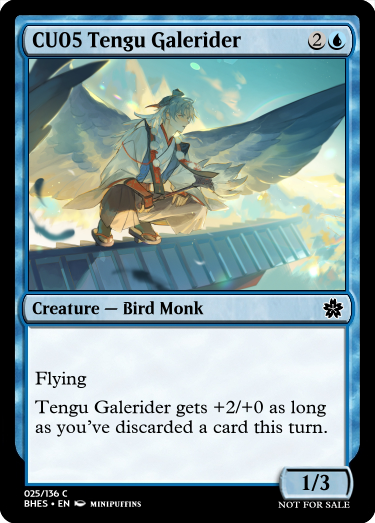 CU05 Tengu Galerider 2
Creature — Bird Monk
Flying
Tengu Galerider gets +2/+0 as long
as you've discarded a card this turn.
1/3
025/136 C
BHES • EN MINIPUFFINS
NOT FOR SALE